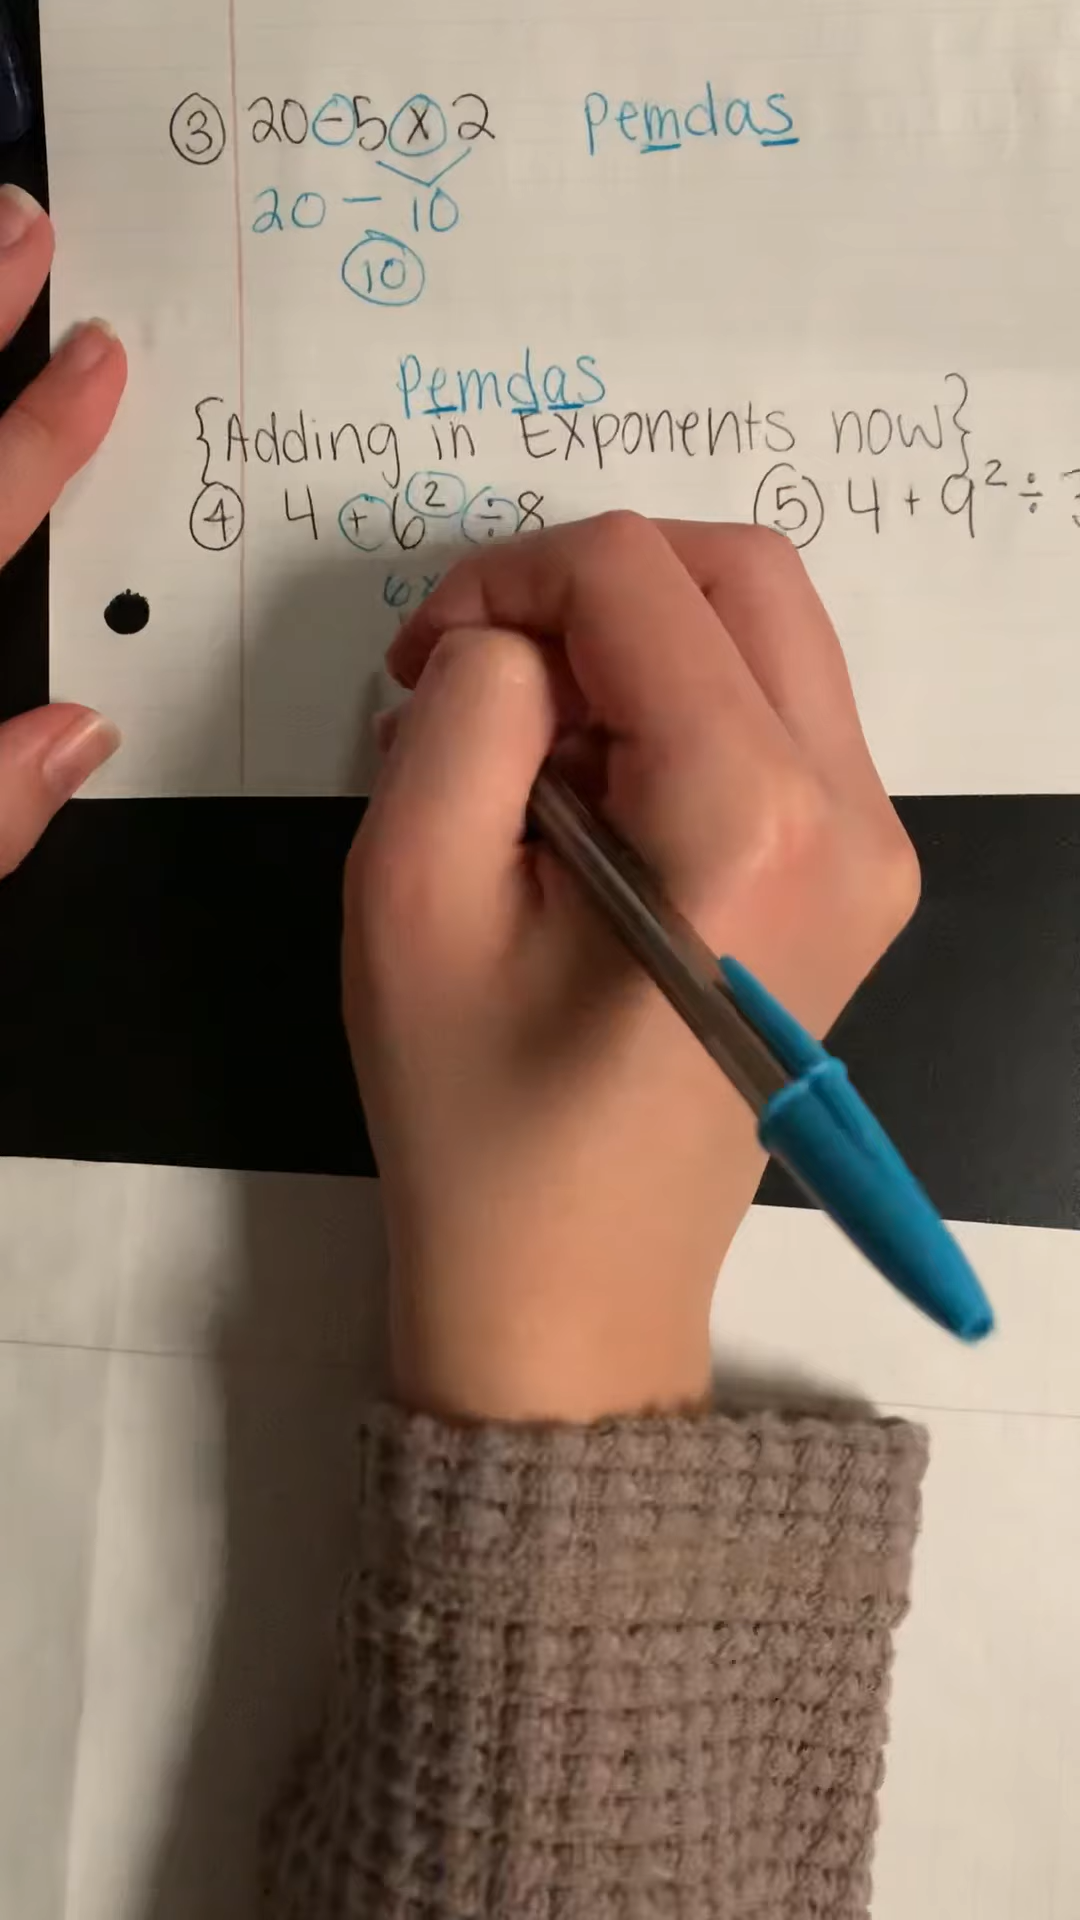 ③ 20 - 5 x 2 pemdas
20 - 10
10
pemdas
{Adding in Exponents now}
④ 4 + 6² ÷ 8 ⑤ 4 + 9² ÷
6 x